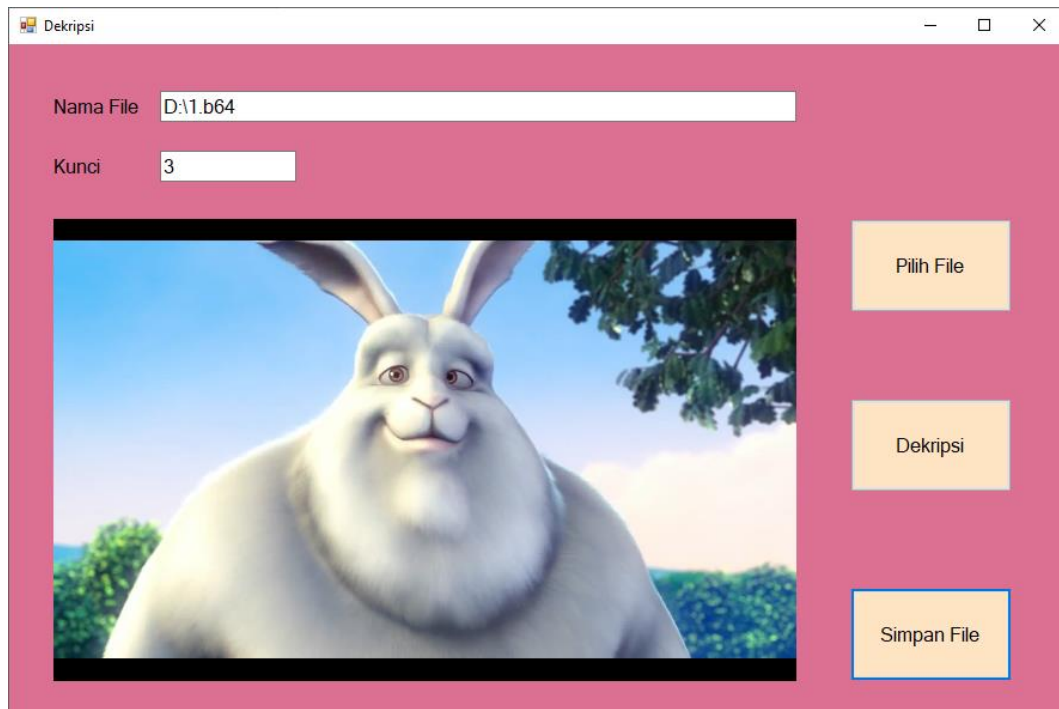 Dekripsi
Nama File D:\1.b64
Kunci 3
Pilih File
Dekripsi
Simpan File